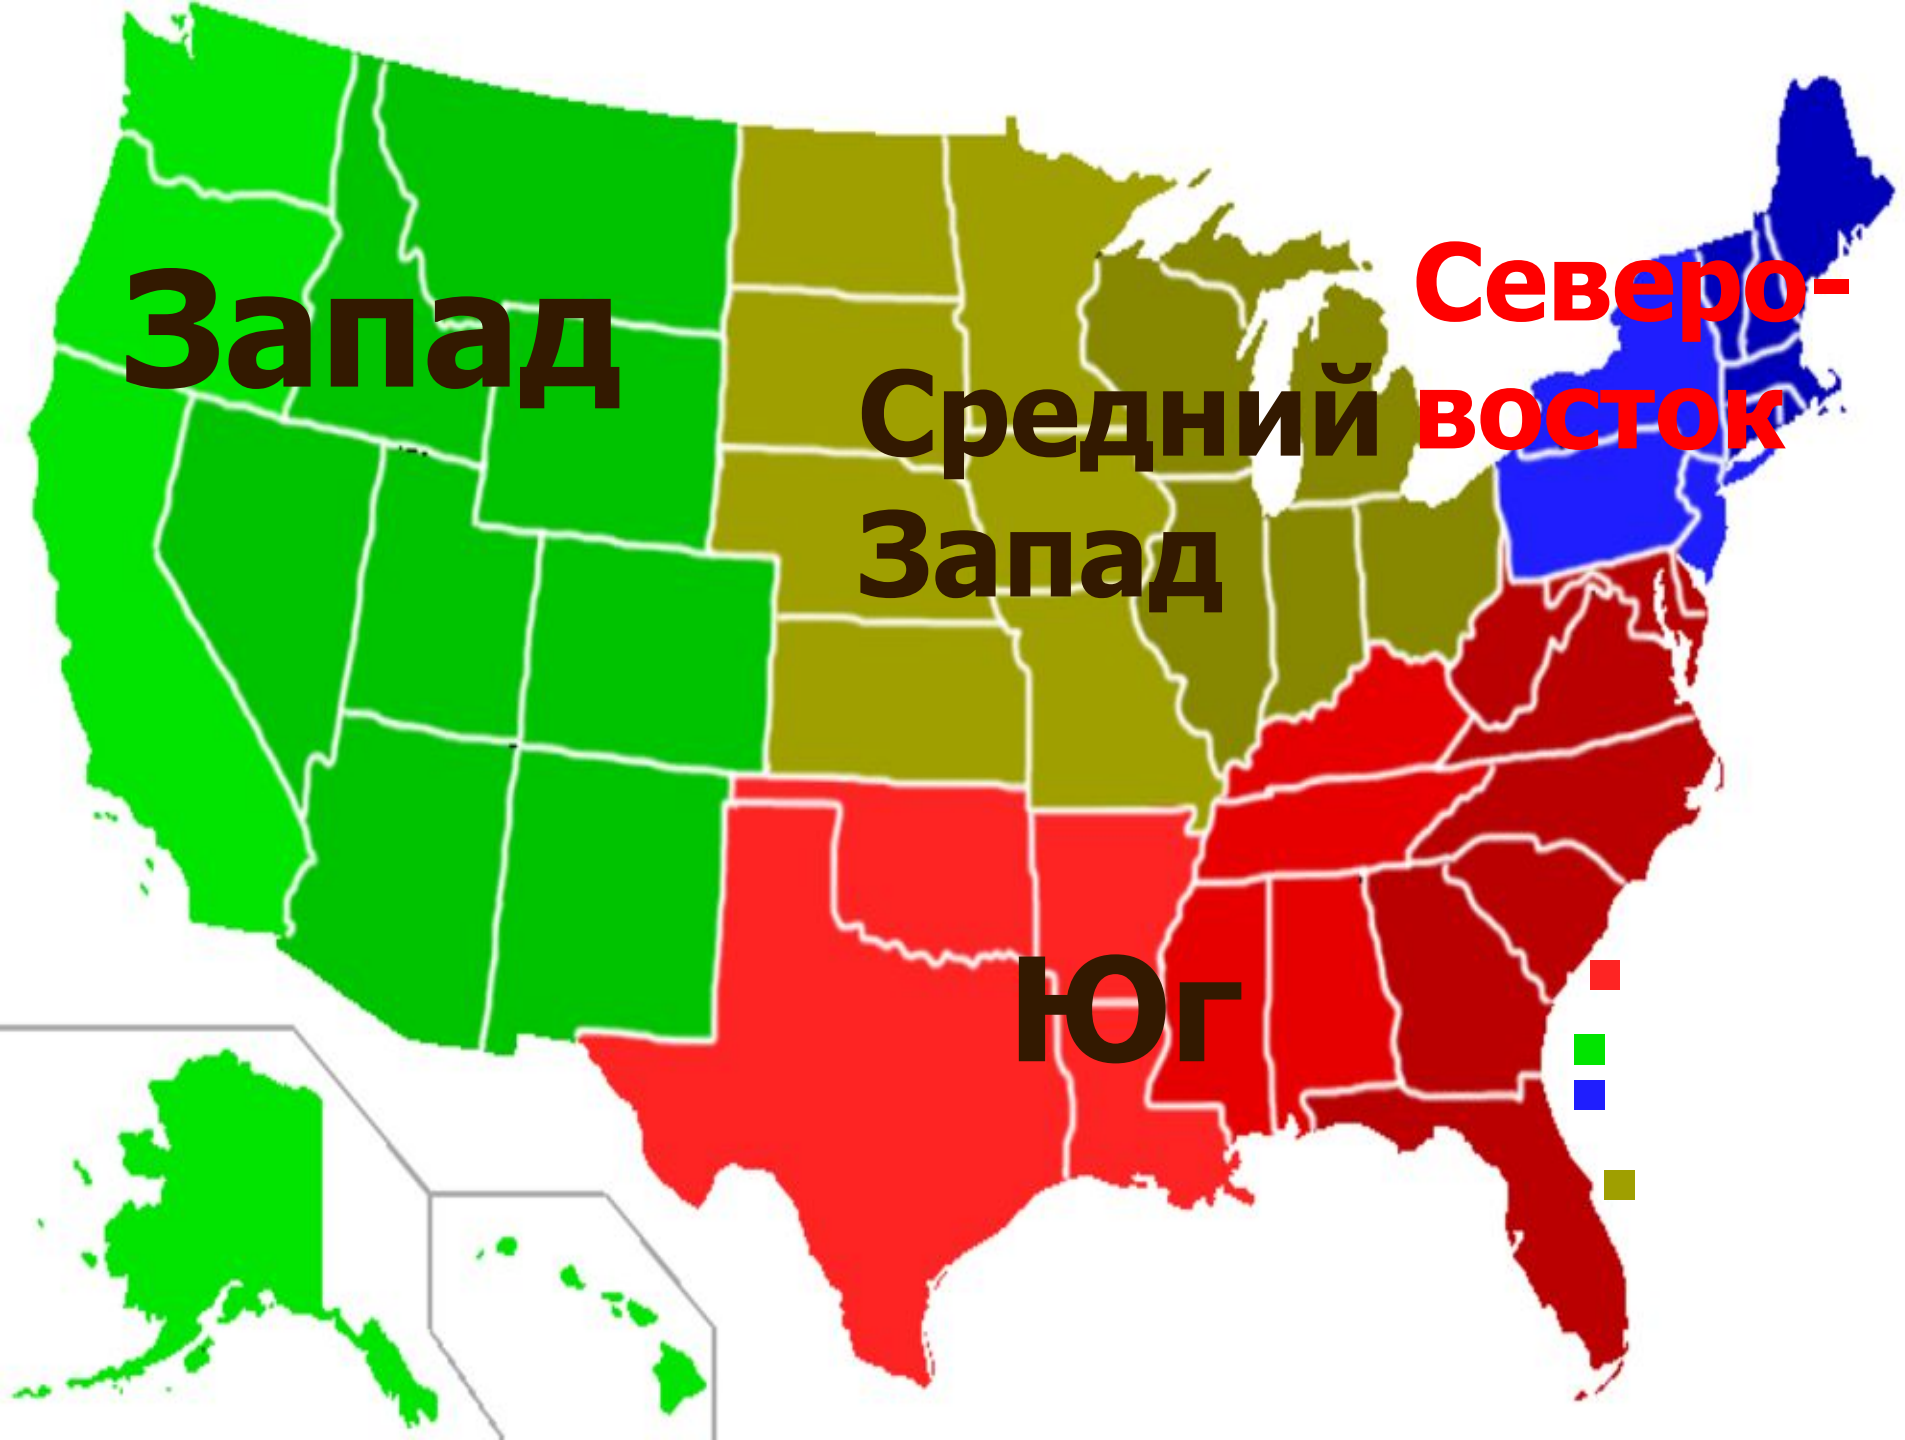 Запад
Северо-
восток
Средний
Запад
Юг